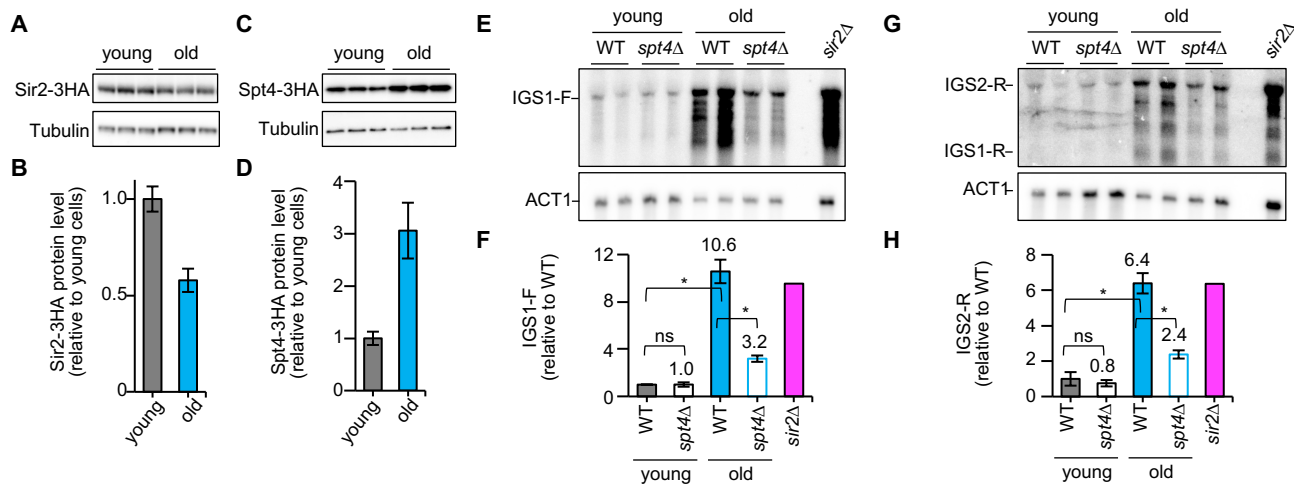 A
young old
Sir2-3HA
Tubulin
B
Sir2-3HA protein level
(relative to young cells)
1.0
0.5
0
young
old
C
young old
Spt4-3HA
Tubulin
D
Spt4-3HA protein level
(relative to young cells)
4
3
2
1
0
young
old
E
young old
WT spt4Δ WT spt4Δ sir2Δ
IGS1-F
ACT1
F
IGS1-F
(relative to WT)
12
8
4
0
ns
*
*
1.0
10.6
3.2
WT
spt4Δ
WT
spt4Δ
sir2Δ
young old
G
young old
WT spt4Δ WT spt4Δ sir2Δ
IGS2-R
IGS1-R
ACT1
H
IGS2-R
(relative to WT)
8
6
4
2
0
ns
*
*
0.8
6.4
2.4
WT
spt4Δ
WT
spt4Δ
sir2Δ
young old